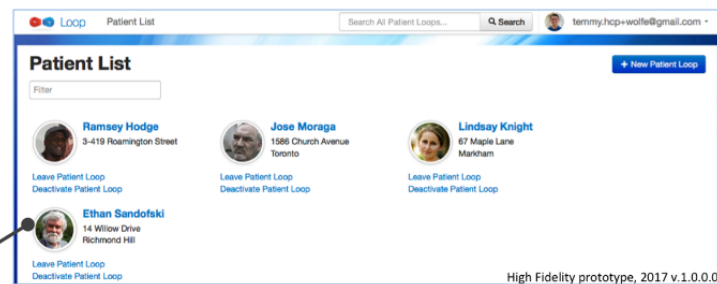 Loop Patient List Search All Patient Loops... Search temmy.hcp+wolfe@gmail.com
Patient List
+ New Patient Loop
Filter
Ramsey Hodge
3-419 Roamington Street
Leave Patient Loop
Deactivate Patient Loop
Jose Moraga
1586 Church Avenue
Toronto
Leave Patient Loop
Deactivate Patient Loop
Lindsay Knight
67 Maple Lane
Markham
Leave Patient Loop
Deactivate Patient Loop
Ethan Sandofski
14 Willow Drive
Richmond Hill
Leave Patient Loop
Deactivate Patient Loop
High Fidelity prototype, 2017 v.1.0.0.0